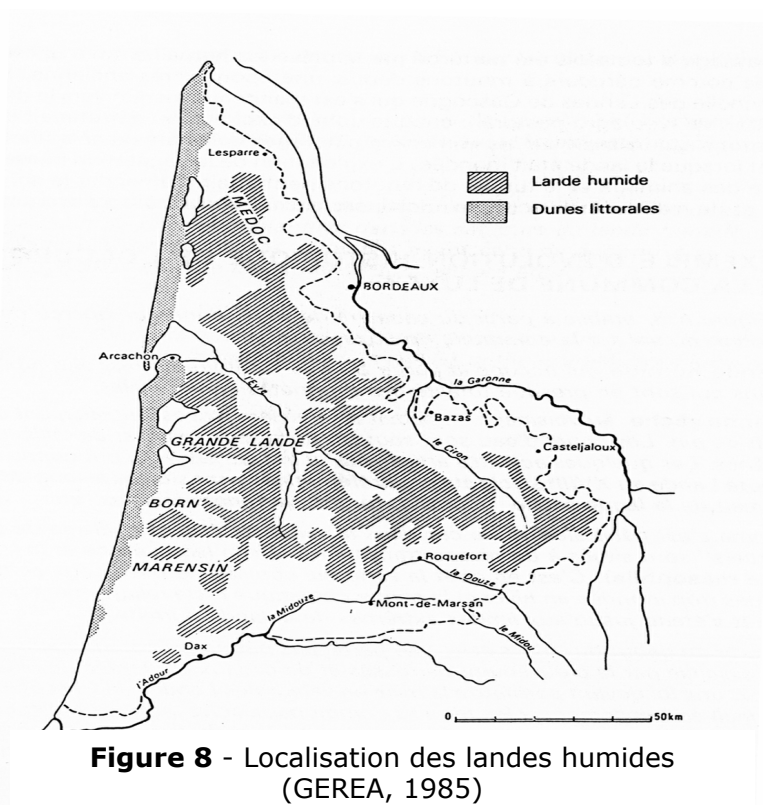 Lesparre
MEDOC
Lande humide
Dunes littorales
BORDEAUX
Arcachon
l'Eyre
la Garonne
Bazas
Casteljaloux
le Ciron
GRANDE LANDE
BORN
MARENSIN
Roquefort
la Douze
la Midouze
Mont-de-Marsan
le Midou
Dax
l'Adour
0 50km
Figure 8 - Localisation des landes humides
(GEREA, 1985)